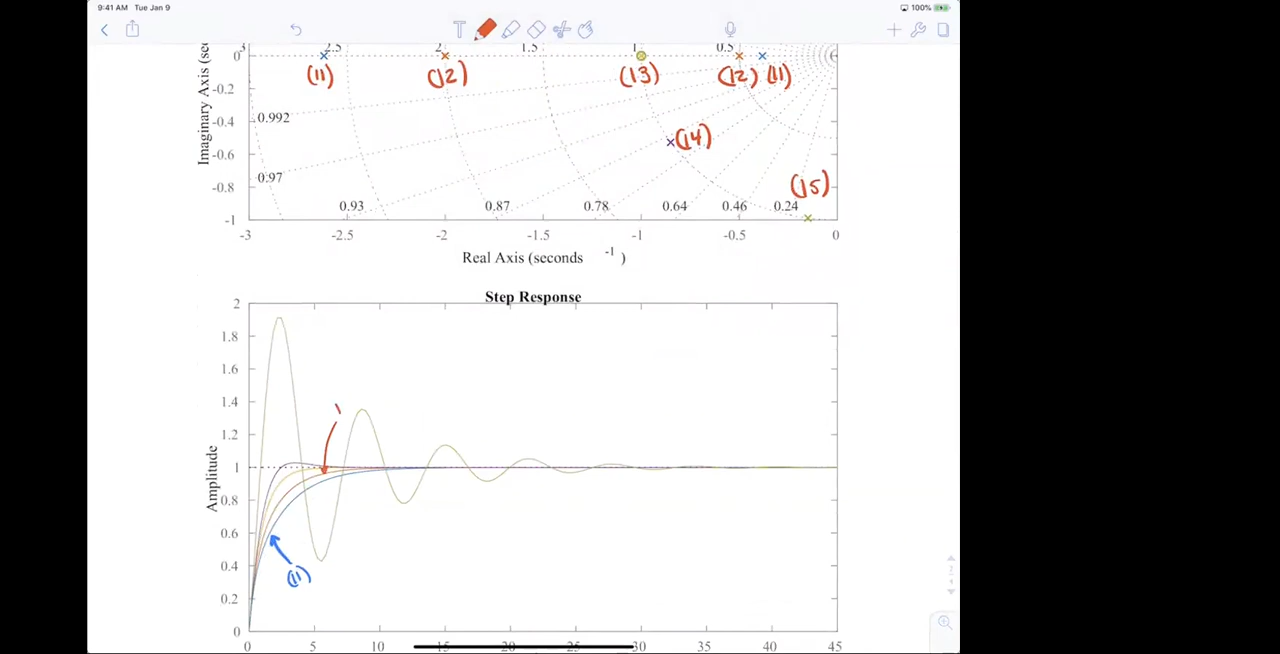 9:41 AM Tue Jan 9
100%
T
2.5 2 1.5 1 0.5
0
(11) (12) (13) (12) (11)
-0.2
0.992
-0.4
(14)
-0.6
0.97
-0.8
(15)
0.93 0.87 0.78 0.64 0.46 0.24
-1
-3 -2.5 -2 -1.5 -1 -0.5 0
Imaginary Axis (sec
Real Axis (seconds -1 )
Step Response
2
1.8
1.6
1.4
1.2
1
0.8
0.6
(11)
0.4
0.2
0
Amplitude
0 5 10 15 20 25 30 35 40 45